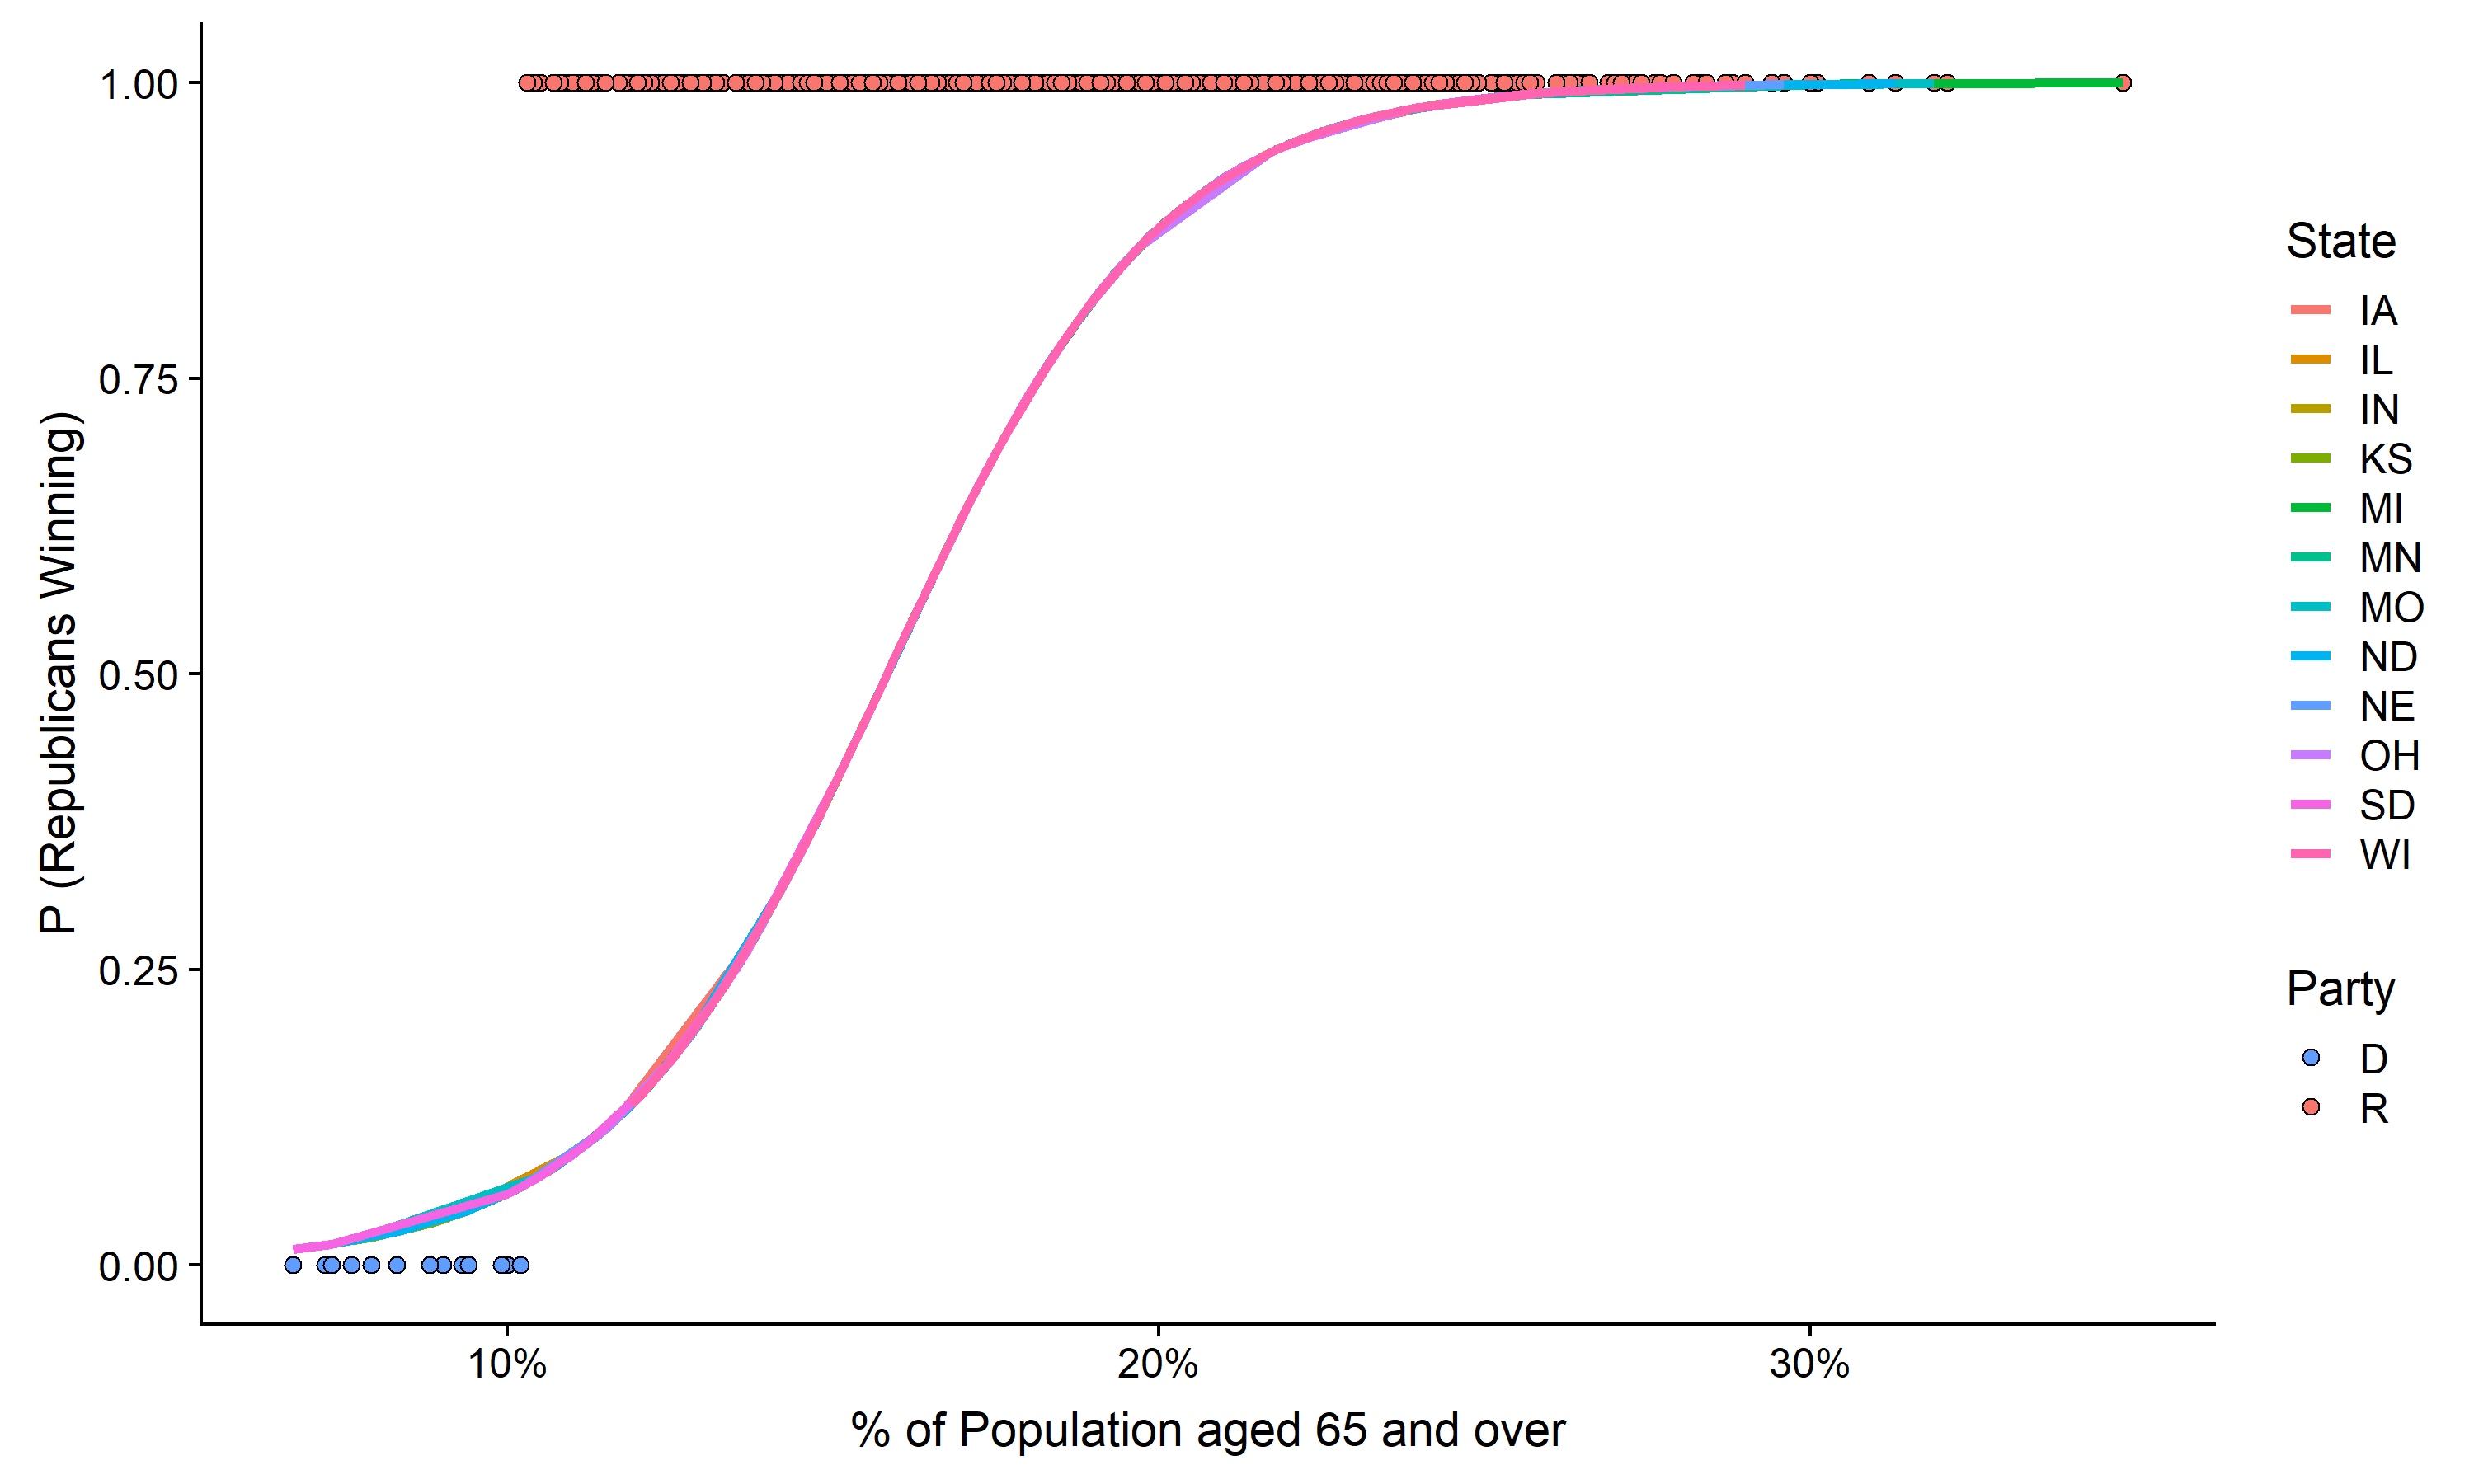 1.00
0.75
0.50
0.25
0.00
P (Republicans Winning)
10%
20%
30%
% of Population aged 65 and over
State
IA
IL
IN
KS
MI
MN
MO
ND
NE
OH
SD
WI
Party
D
R